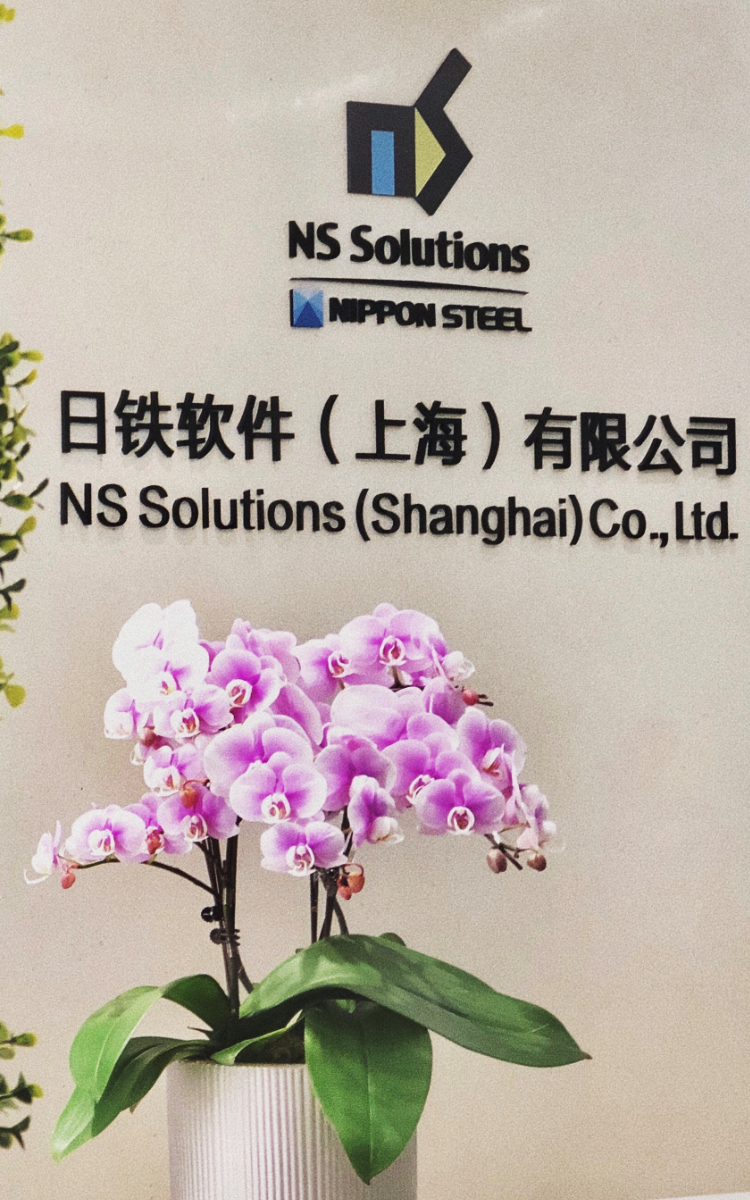 NS Solutions
NIPPON STEEL
日铁软件（上海）有限公司
NS Solutions (Shanghai) Co., Ltd.